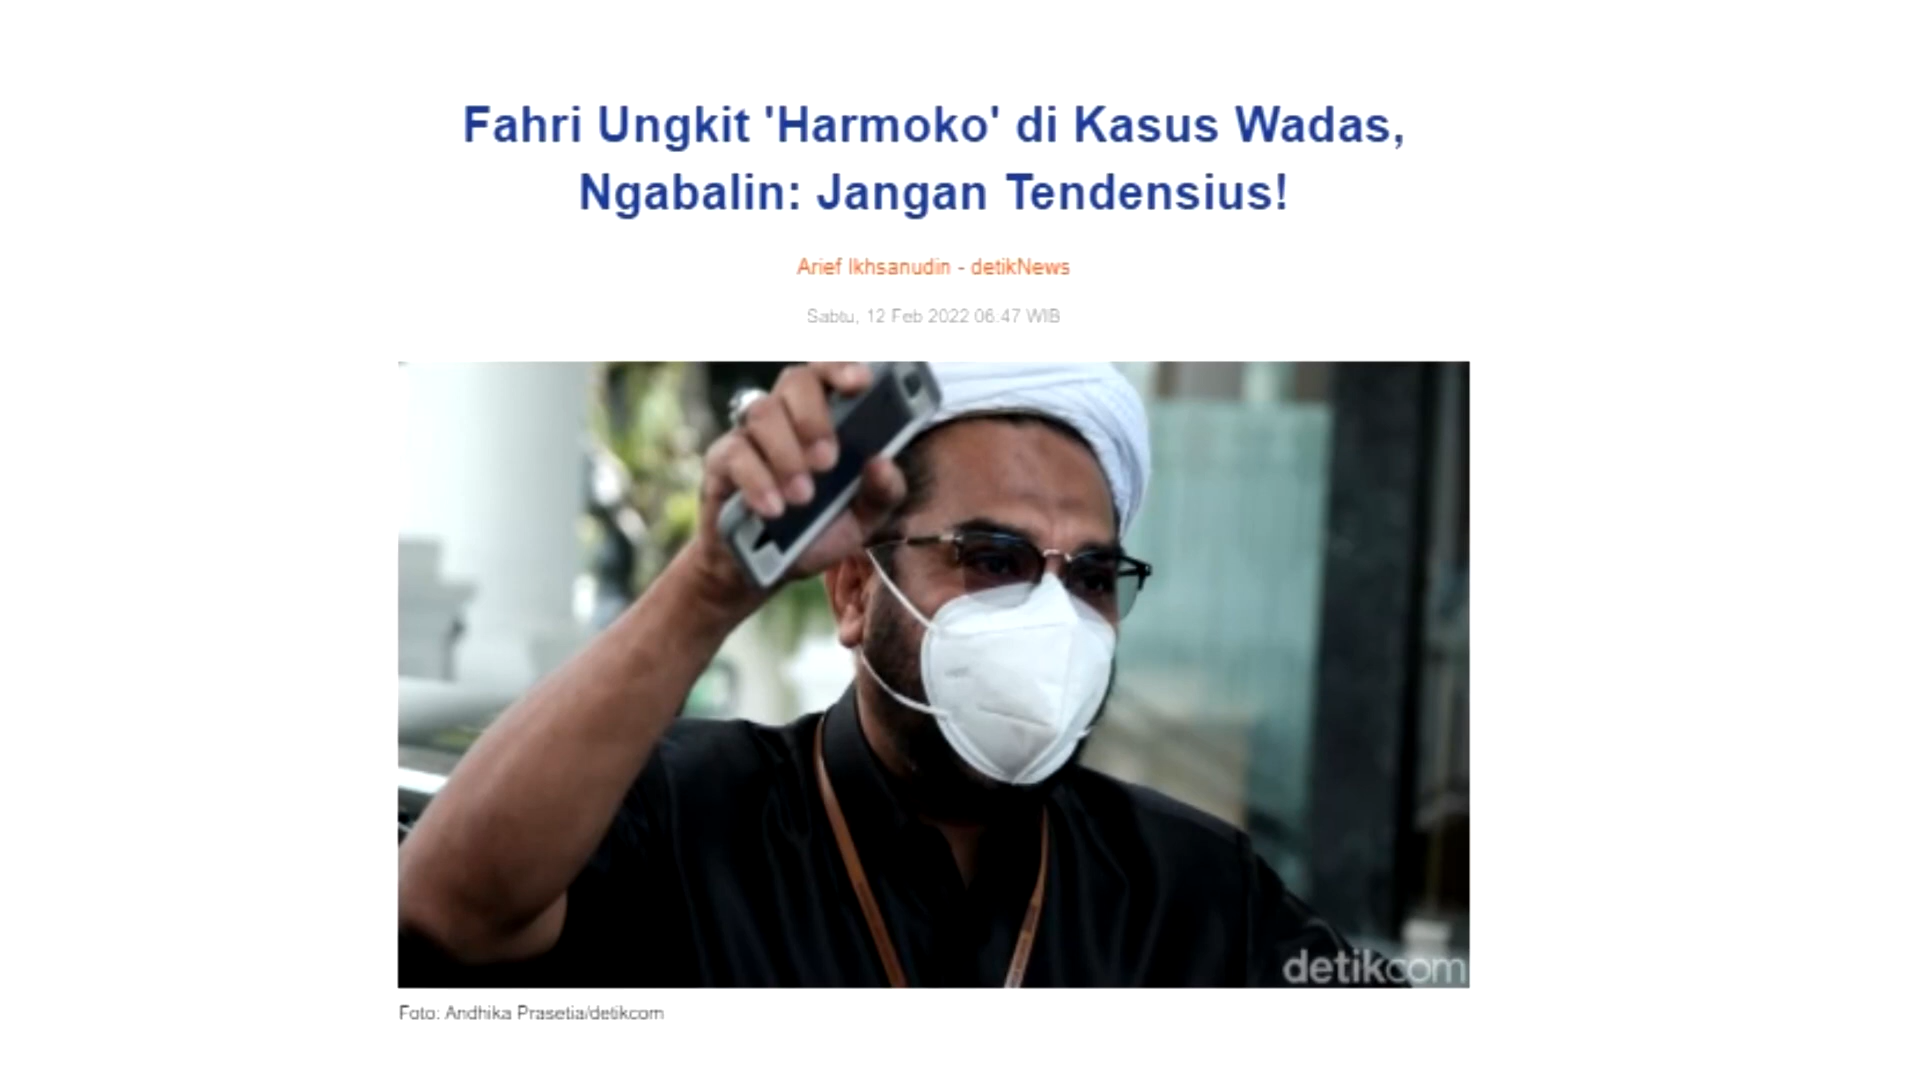 Fahri Ungkit 'Harmoko' di Kasus Wadas,
Ngabalin: Jangan Tendensius!
Arief Ikhsanudin - detikNews
Sabtu, 12 Feb 2022 06:47 WIB
detikcom
Foto: Andhika Prasetia/detikcom